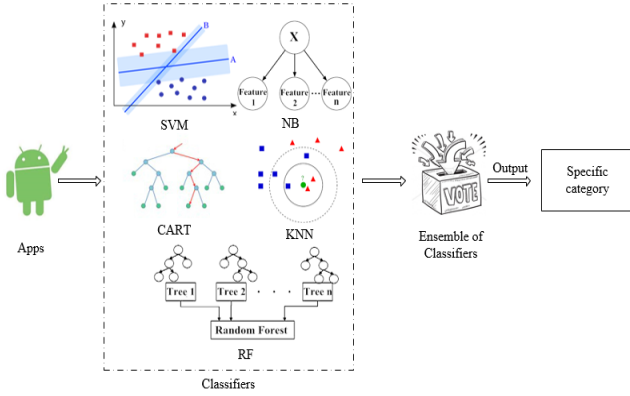 y
B
A
x
SVM
X
Feature
1
Feature
2
...
Feature
n
NB
Apps
CART
?
KNN
Tree 1
Tree 2
. . . .
Tree n
Random Forest
RF
Classifiers
VOTE
Ensemble of
Classifiers
Output
Specific
category